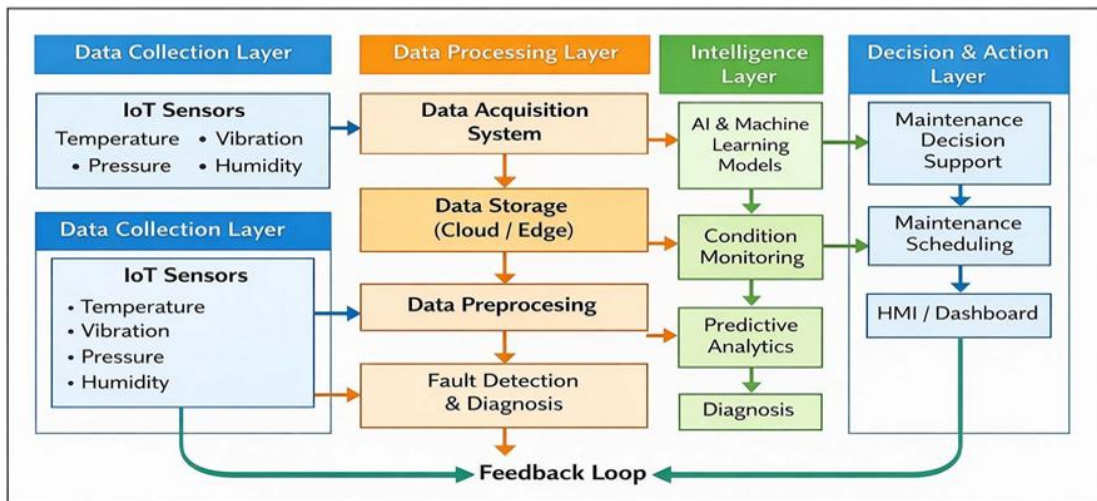 Data Collection Layer
IoT Sensors
Temperature • Vibration
• Pressure • Humidity
Data Collection Layer
IoT Sensors
• Temperature
• Vibration
• Pressure
• Humidity
Data Processing Layer
Data Acquisition
System
Data Storage
(Cloud / Edge)
Data Preprocesing
Fault Detection
& Diagnosis
Intelligence
Layer
AI & Machine
Learning
Models
Condition
Monitoring
Predictive
Analytics
Diagnosis
Decision & Action
Layer
Maintenance
Decision
Support
Maintenance
Scheduling
HMI / Dashboard
Feedback Loop